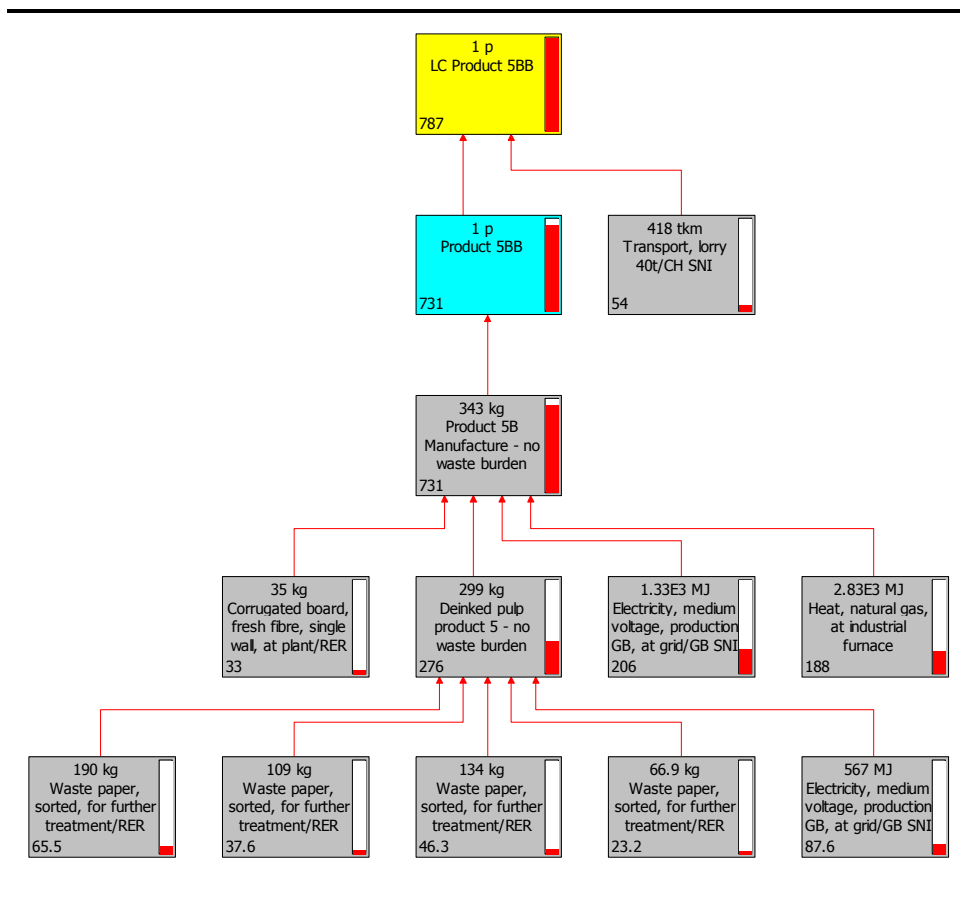 1 p
LC Product 5BB
787
1 p
Product 5BB
731
418 tkm
Transport, lorry
40t/CH SNI
54
343 kg
Product 5B
Manufacture - no
waste burden
731
35 kg
Corrugated board,
fresh fibre, single
wall, at plant/RER
33
299 kg
Deinked pulp
product 5 - no
waste burden
276
1.33E3 MJ
Electricity, medium
voltage, production
GB, at grid/GB SNI
206
2.83E3 MJ
Heat, natural gas,
at industrial
furnace
188
190 kg
Waste paper,
sorted, for further
treatment/RER
65.5
109 kg
Waste paper,
sorted, for further
treatment/RER
37.6
134 kg
Waste paper,
sorted, for further
treatment/RER
46.3
66.9 kg
Waste paper,
sorted, for further
treatment/RER
23.2
567 MJ
Electricity, medium
voltage, production
GB, at grid/GB SNI
87.6